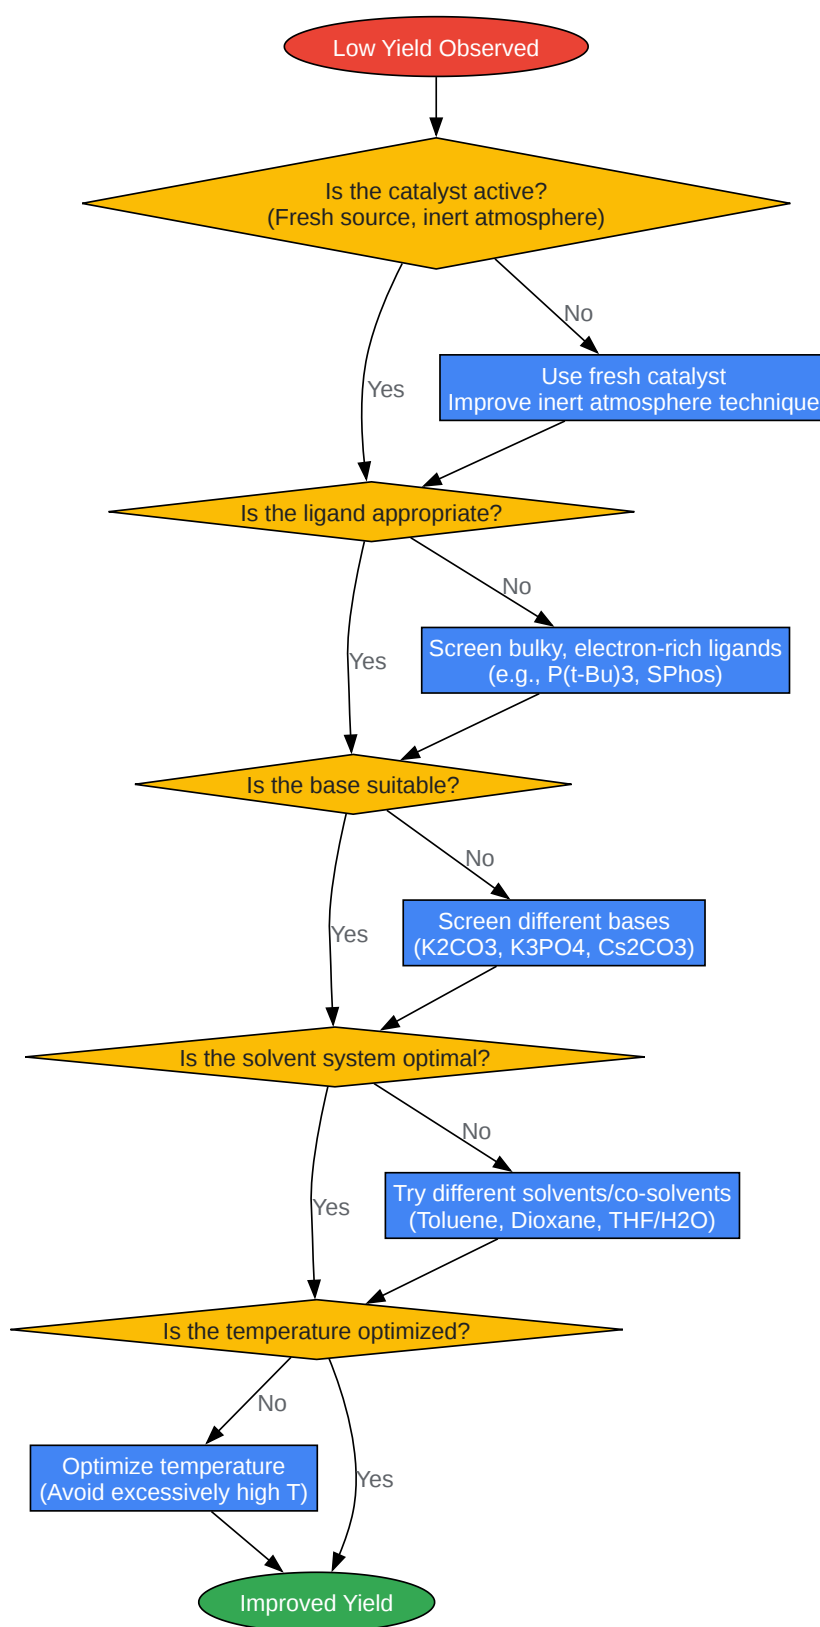 Low Yield Observed
Is the catalyst active?
(Fresh source, inert atmosphere)
No
Yes
Use fresh catalyst
Improve inert atmosphere technique
Is the ligand appropriate?
No
Yes
Screen bulky, electron-rich ligands
(e.g., P(t-Bu)3, SPhos)
Is the base suitable?
No
Yes
Screen different bases
(K2CO3, K3PO4, Cs2CO3)
Is the solvent system optimal?
No
Yes
Try different solvents/co-solvents
(Toluene, Dioxane, THF/H2O)
Is the temperature optimized?
No
Yes
Optimize temperature
(Avoid excessively high T)
Improved Yield